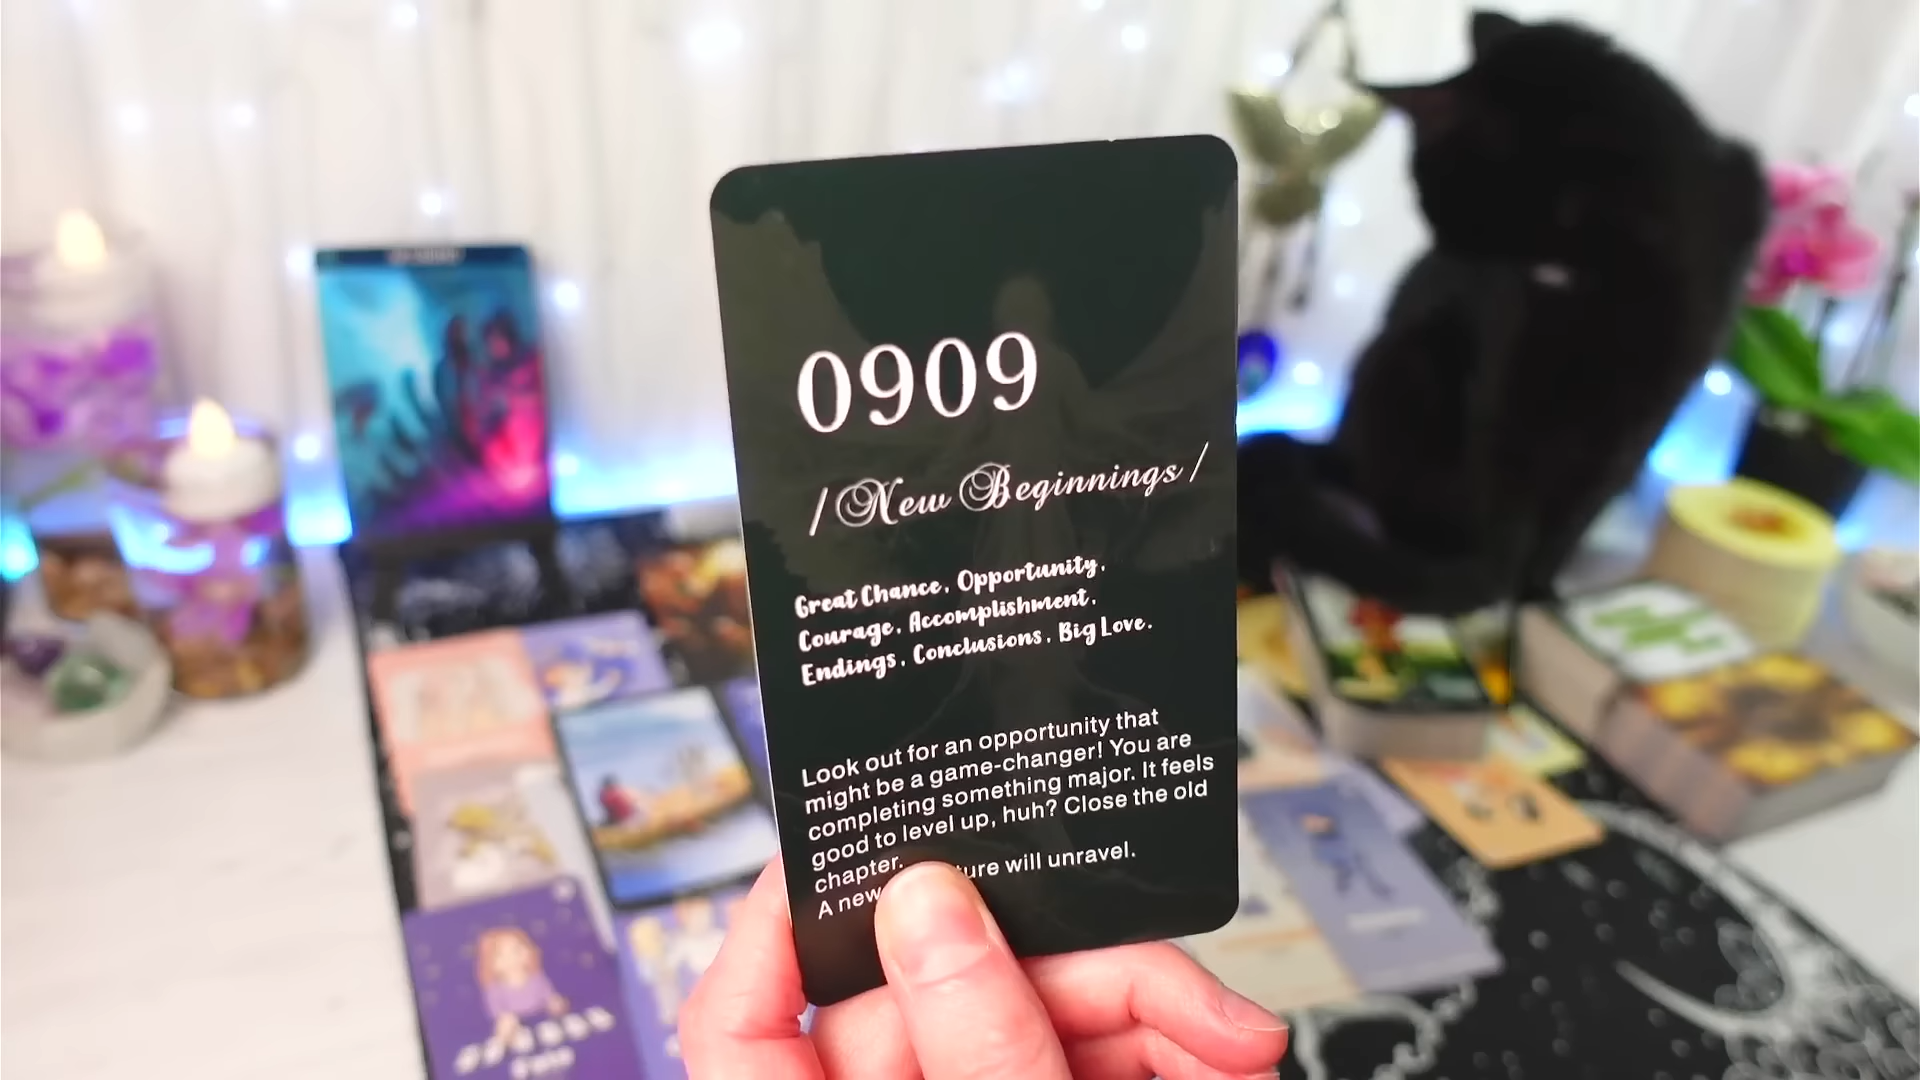 0909
/ New Beginnings /
Great Chance, Opportunity,
Courage, Accomplishment,
Endings, Conclusions, Big Love.
Look out for an opportunity that
might be a game-changer! You are
completing something major. It feels
good to level up, huh? Close the old
chapter.
A new ture will unravel.